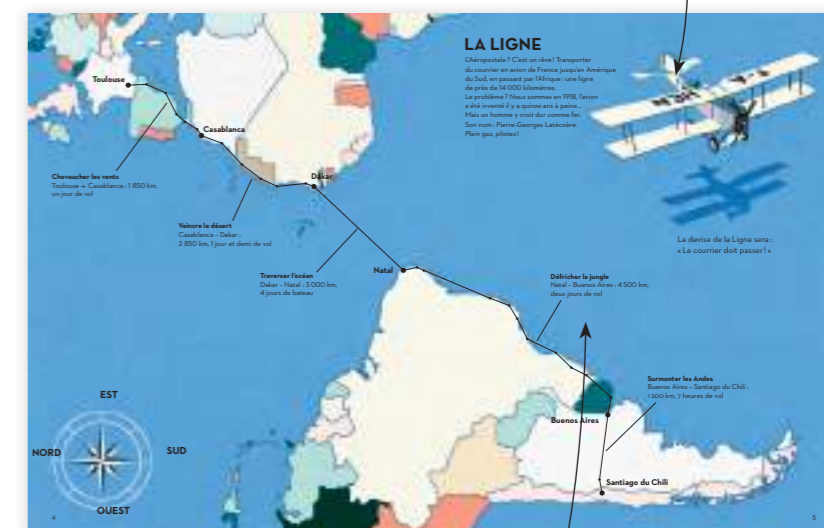 LA LIGNE
L'Aéropostale ? C'est un rêve ! Transporter
du courrier en avion de France jusqu'en Amérique
du Sud, en passant par l'Afrique : une ligne
de près de 14 000 kilomètres.
Le problème ? Nous sommes en 1918, l'avion
a été inventé il y a quinze ans à peine...
Mais un homme y croit dur comme fer.
Son nom : Pierre-Georges Latécoère.
Plein gaz, pilotes !
Toulouse
Casablanca
Dakar
Chevaucher les vents
Toulouse → Casablanca : 1 850 km,
un jour de vol
Vaincre le désert
Casablanca – Dakar :
2 850 km, 1 jour et demi de vol
La devise de la Ligne sera :
« Le courrier doit passer ! »
Traverser l'océan
Dakar – Natal : 3 000 km,
4 jours de bateau
Natal
Défricher la jungle
Natal – Buenos Aires : 4 500 km,
deux jours de vol
Surmonter les Andes
Buenos Aires – Santiago du Chili :
km, 7 heures de vol
Buenos Aires
Santiago du Chili
EST
NORD
SUD
OUEST
4
5